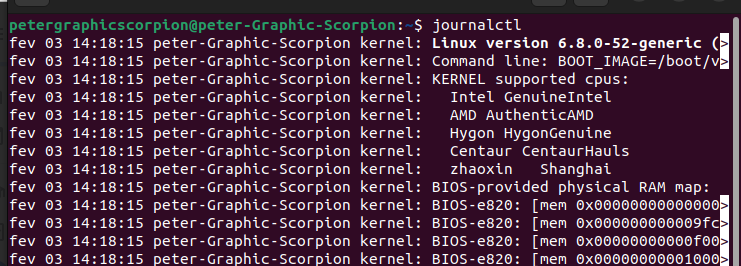 petergraphicscorpion@peter-Graphic-Scorpion:~$ journalctl
fev 03 14:18:15 peter-Graphic-Scorpion kernel: Linux version 6.8.0-52-generic (>
fev 03 14:18:15 peter-Graphic-Scorpion kernel: Command line: BOOT_IMAGE=/boot/v>
fev 03 14:18:15 peter-Graphic-Scorpion kernel: KERNEL supported cpus:
fev 03 14:18:15 peter-Graphic-Scorpion kernel:   Intel GenuineIntel
fev 03 14:18:15 peter-Graphic-Scorpion kernel:   AMD AuthenticAMD
fev 03 14:18:15 peter-Graphic-Scorpion kernel:   Hygon HygonGenuine
fev 03 14:18:15 peter-Graphic-Scorpion kernel:   Centaur CentaurHauls
fev 03 14:18:15 peter-Graphic-Scorpion kernel:   zhaoxin   Shanghai
fev 03 14:18:15 peter-Graphic-Scorpion kernel: BIOS-provided physical RAM map:
fev 03 14:18:15 peter-Graphic-Scorpion kernel: BIOS-e820: [mem 0x00000000000000>
fev 03 14:18:15 peter-Graphic-Scorpion kernel: BIOS-e820: [mem 0x000000000009fc>
fev 03 14:18:15 peter-Graphic-Scorpion kernel: BIOS-e820: [mem 0x00000000000f00>
fev 03 14:18:15 peter-Graphic-Scorpion kernel: BIOS-e820: [mem 0x00000000001000>